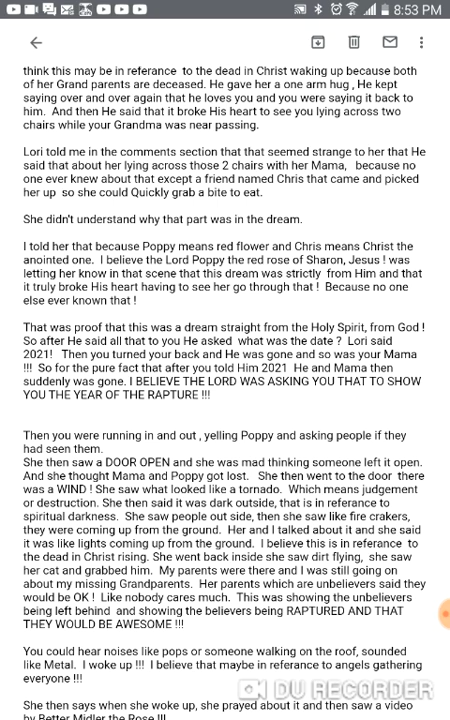 8:53 PM
think this may be in referance to the dead in Christ waking up because both
of her Grand parents are deceased. He gave her a one arm hug , He kept
saying over and over again that he loves you and you were saying it back to
him. And then He said that it broke His heart to see you lying across two
chairs while your Grandma was near passing.
Lori told me in the comments section that that seemed strange to her that He
said that about her lying across those 2 chairs with her Mama, because no
one ever knew about that except a friend named Chris that came and picked
her up so she could Quickly grab a bite to eat.
She didn't understand why that part was in the dream.
I told her that because Poppy means red flower and Chris means Christ the
anointed one. I believe the Lord Poppy the red rose of Sharon, Jesus ! was
letting her know in that scene that this dream was strictly from Him and that
it truly broke His heart having to see her go through that ! Because no one
else ever known that !
That was proof that this was a dream straight from the Holy Spirit, from God !
So after He said all that to you He asked what was the date ? Lori said
2021! Then you turned your back and He was gone and so was your Mama
!!! So for the pure fact that after you told Him 2021 He and Mama then
suddenly was gone. I BELIEVE THE LORD WAS ASKING YOU THAT TO SHOW
YOU THE YEAR OF THE RAPTURE !!!
Then you were running in and out , yelling Poppy and asking people if they
had seen them.
She then saw a DOOR OPEN and she was mad thinking someone left it open.
And she thought Mama and Poppy got lost. She then went to the door there
was a WIND ! She saw what looked like a tornado. Which means judgement
or destruction. She then said it was dark outside, that is in referance to
spiritual darkness. She saw people out side, then she saw like fire crakers,
they were coming up from the ground. Her and I talked about it and she said
it was like lights coming up from the ground. I believe this is in referance to
the dead in Christ rising. She went back inside she saw dirt flying, she saw
her cat and grabbed him. My parents were there and I was still going on
about my missing Grandparents. Her parents which are unbelievers said they
would be OK ! Like nobody cares much. This was showing the unbelievers
being left behind and showing the believers being RAPTURED AND THAT
THEY WOULD BE AWESOME !!!
You could hear noises like pops or someone walking on the roof, sounded
like Metal. I woke up !!! I believe that maybe in referance to angels gathering
everyone !!!
DU RECORDER
She then says when she woke up, she prayed about it and then saw a video
by Better Midler the Rose !!!